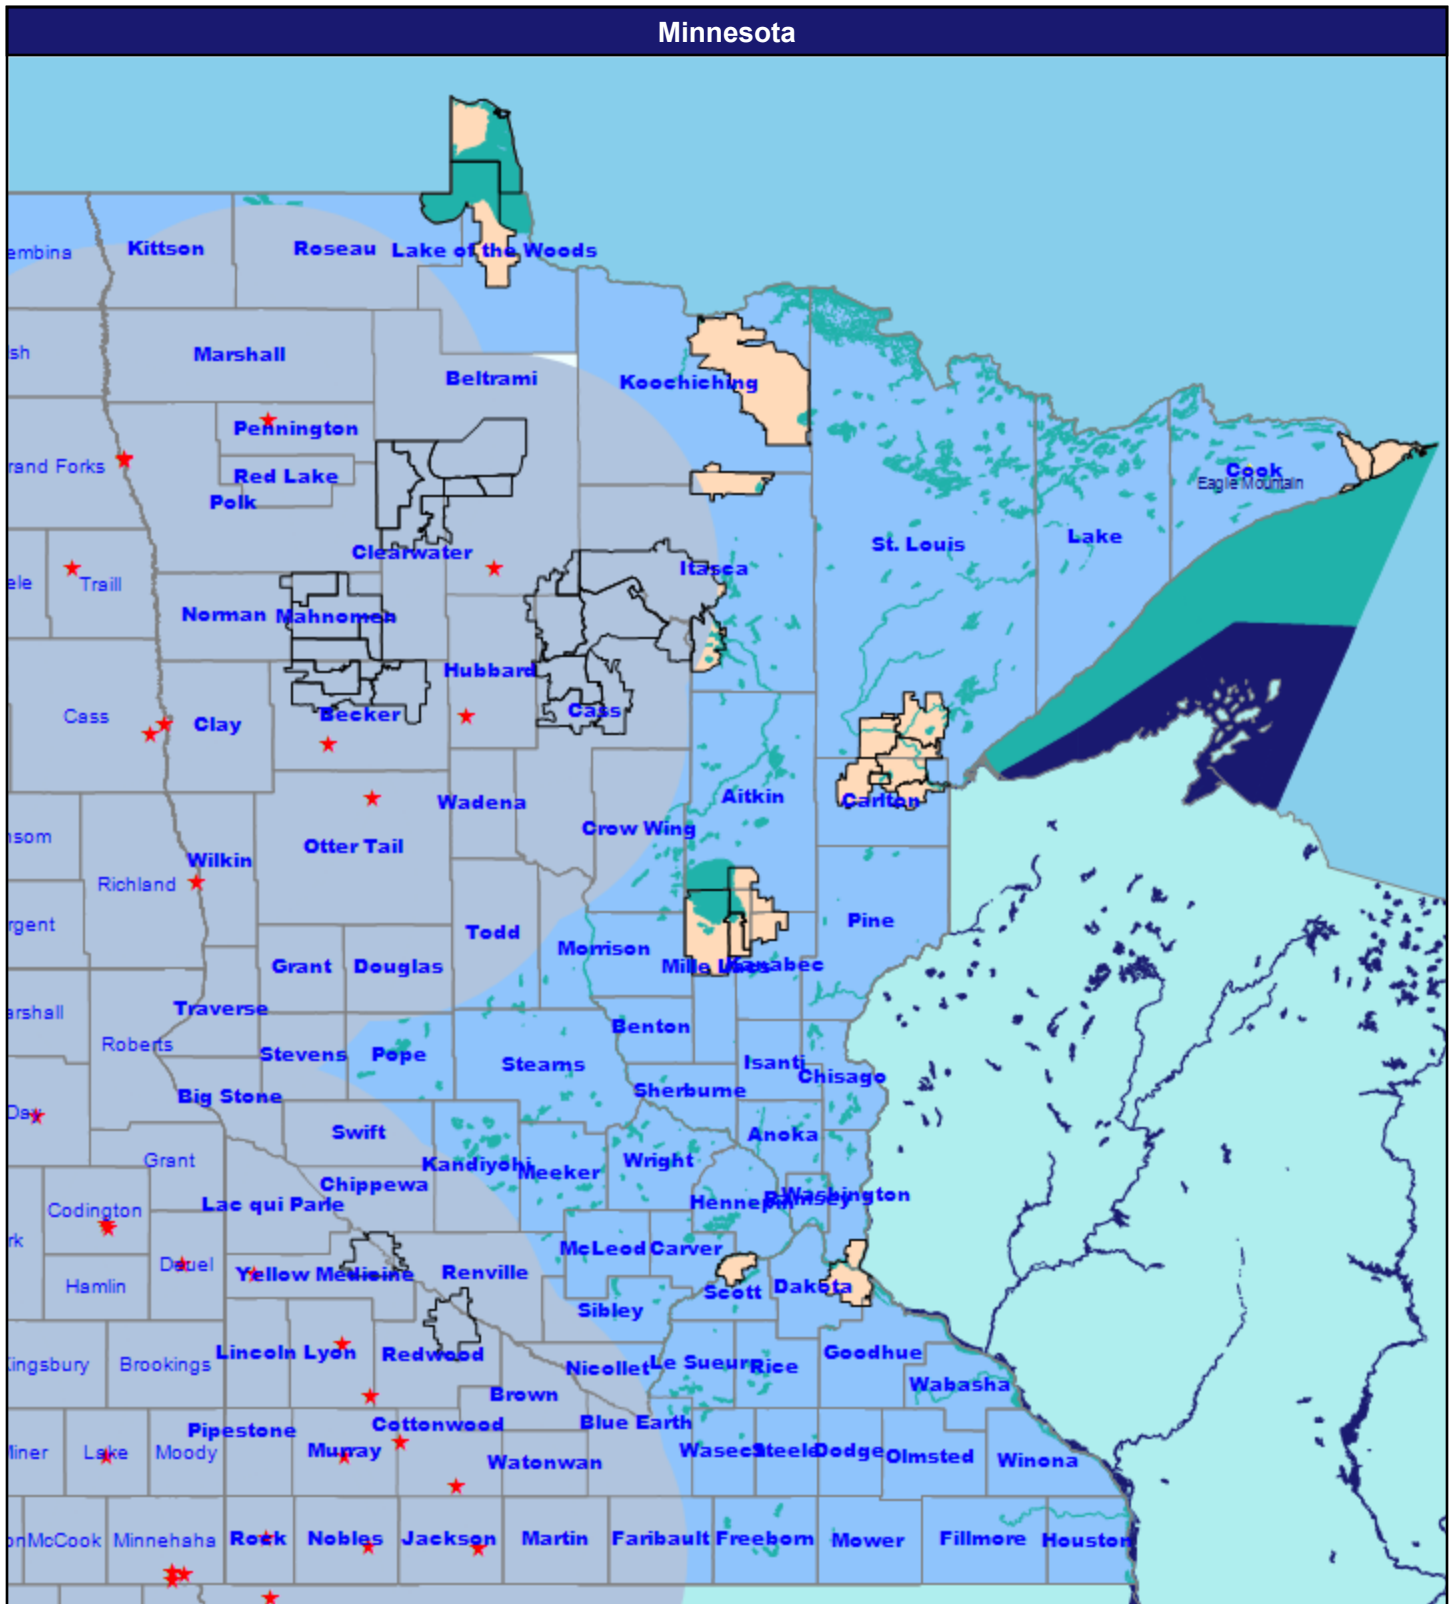 Minnesota
embina
Kittson
Roseau
Lake of the Woods
sh
Marshall
Beltrami
Koochiching
Pennington
rand Forks
Red Lake
Polk
Cook
Eagle Mountain
Clearwater
St. Louis
Lake
Itasca
ele
Traill
Norman
Mahnomen
Hubbard
Cass
Clay
Becker
Cass
Wadena
Aitkin
Carlton
nsom
Crow Wing
Otter Tail
Wilkin
Richland
rgent
Pine
Todd
Morrison
Grant
Douglas
Mille Lacs
Kanabec
arshall
Traverse
Benton
Roberts
Stevens
Pope
Stearns
Isanti
Chisago
Big Stone
Sherburne
Day
Swift
Anoka
Grant
Kandiyohi
Meeker
Wright
Chippewa
Codington
Lac qui Parle
Hennepin
Ramsey
Washington
rk
McLeod
Carver
Deuel
Yellow Medicine
Renville
Hamlin
Scott
Dakota
Sibley
Kingsbury
Brookings
Lincoln
Lyon
Redwood
Nicollet
Le Sueur
Rice
Goodhue
Wabasha
Brown
Pipestone
Cottonwood
Blue Earth
Miner
Lake
Moody
Murray
Watonwan
Waseca
Steele
Dodge
Olmsted
Winona
on
McCook
Minnehaha
Rock
Nobles
Jackson
Martin
Faribault
Freeborn
Mower
Fillmore
Houston